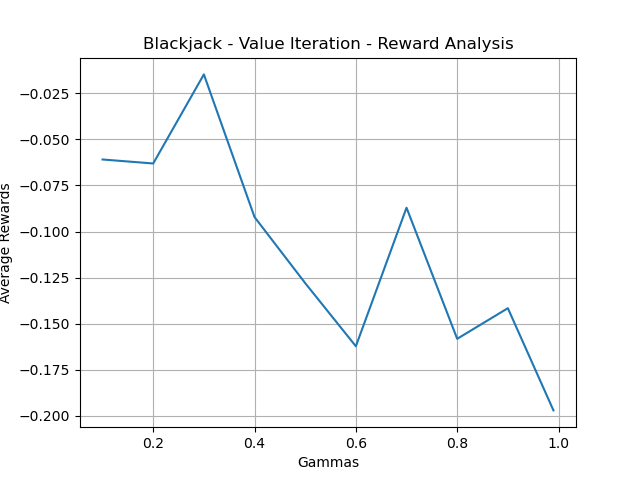 Blackjack - Value Iteration - Reward Analysis
−0.025
−0.050
−0.075
−0.100
−0.125
−0.150
−0.175
−0.200
Average Rewards
0.2 0.4 0.6 0.8 1.0
Gammas